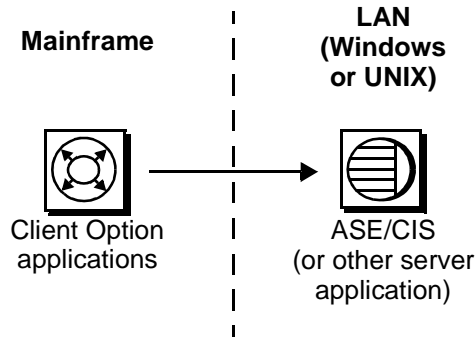 Mainframe
LAN
(Windows
or UNIX)
Client Option
applications
ASE/CIS
(or other server
application)